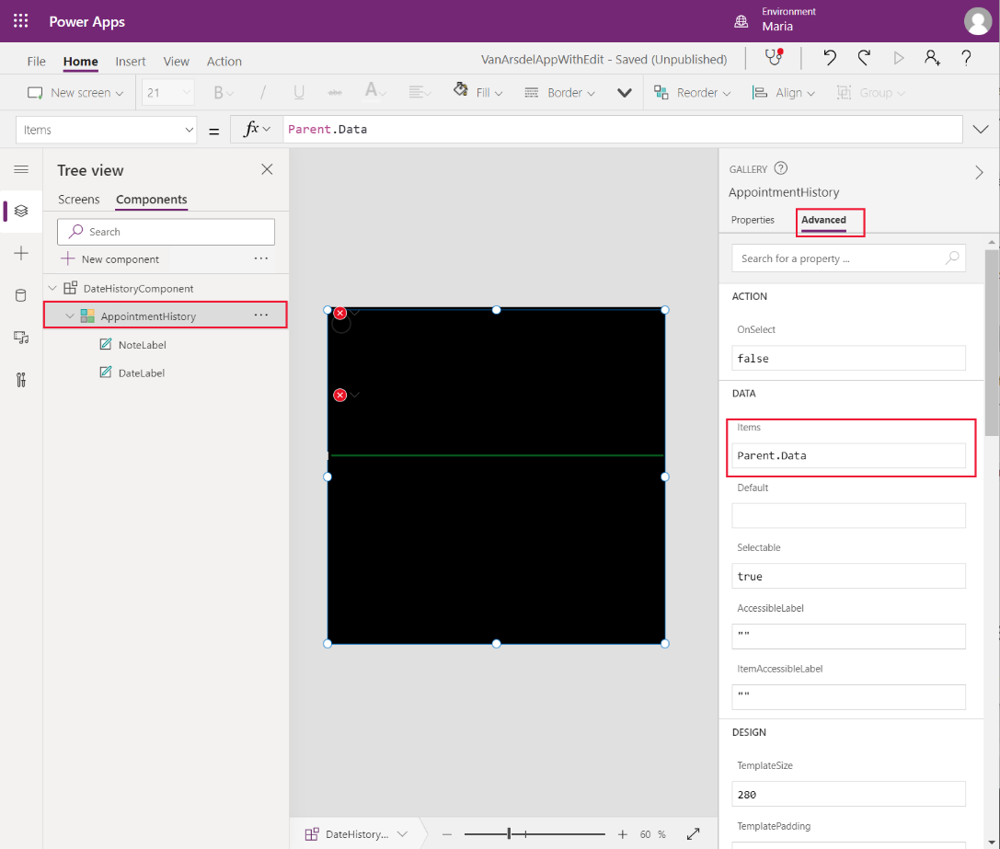 Power Apps
Environment
Maria
File Home Insert View Action
VanArsdelAppWithEdit - Saved (Unpublished)
New screen 21 B / U abc A Fill Border Reorder Align Group
Items = fx Parent.Data
Tree view
Screens Components
Search
New component
DateHistoryComponent
AppointmentHistory
NoteLabel
DateLabel
GALLERY
AppointmentHistory
Properties Advanced
Search for a property ...
ACTION
OnSelect
false
DATA
Items
Parent.Data
Default
Selectable
true
AccessibleLabel
""
ItemAccessibleLabel
""
DESIGN
TemplateSize
280
TemplatePadding
DateHistory... 60 %